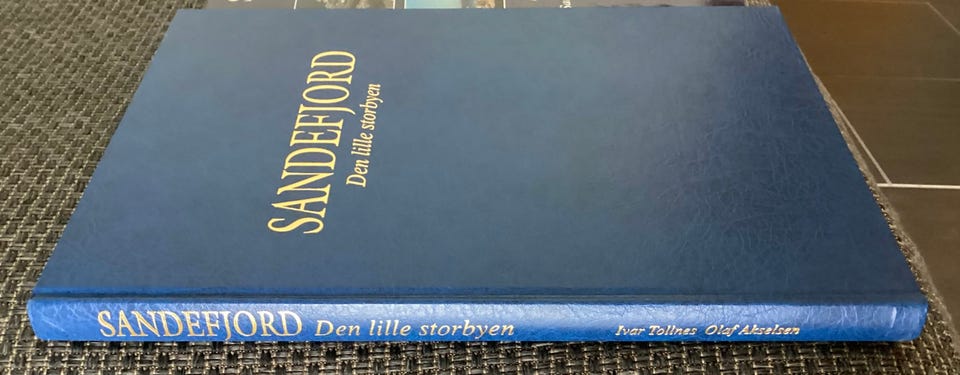 SANDEFJORD
Den lille storbyen
SANDEFJORD Den lille storbyen Ivar Tollnes Olaf Akselsen